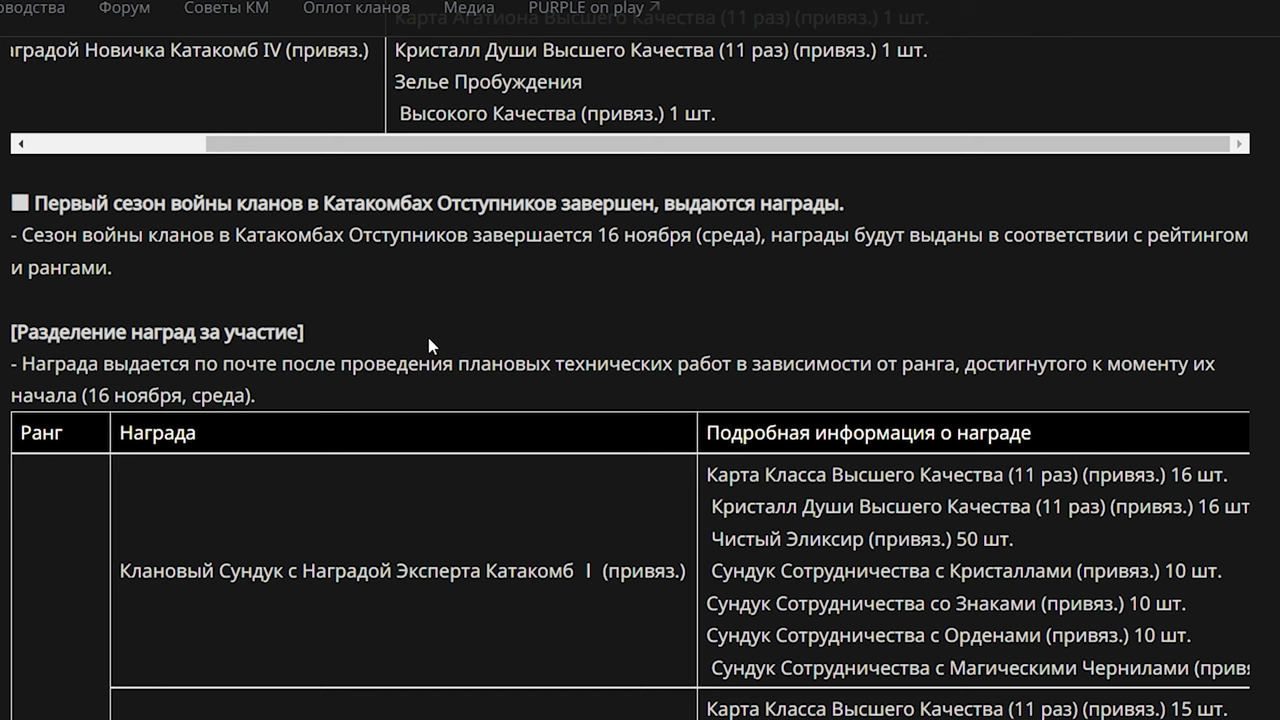 Форум Советы КМ Оплот кланов Медиа PURPLE on play
Карта Агатиона Высшего Качества (11 раз) (привяз.) 1 шт.
Новичка Катакомб IV (привяз.)
Кристалл Души Высшего Качества (11 раз) (привяз.) 1 шт.
Зелье Пробуждения
Высокого Качества (привяз.) 1 шт.
Первый сезон войны кланов в Катакомбах Отступников завершен, выдаются награды.
- Сезон войны кланов в Катакомбах Отступников завершается 16 ноября (среда), награды будут выданы в соответствии с рейтингом
и рангами.
[Разделение наград за участие]
- Награда выдается по почте после проведения плановых технических работ в зависимости от ранга, достигнутого к моменту их
начала (16 ноября, среда).
Ранг Награда Подробная информация о награде
Карта Класса Высшего Качества (11 раз) (привяз.) 16 шт.
Кристалл Души Высшего Качества (11 раз) (привяз.) 16 шт
Чистый Эликсир (привяз.) 50 шт.
Клановый Сундук с Наградой Эксперта Катакомб I (привяз.)
Сундук Сотрудничества с Кристаллами (привяз.) 10 шт.
Сундук Сотрудничества со Знаками (привяз.) 10 шт.
Сундук Сотрудничества с Орденами (привяз.) 10 шт.
Сундук Сотрудничества с Магическими Чернилами
Карта Класса Высшего Качества (11 раз) (привяз.) 15 шт.